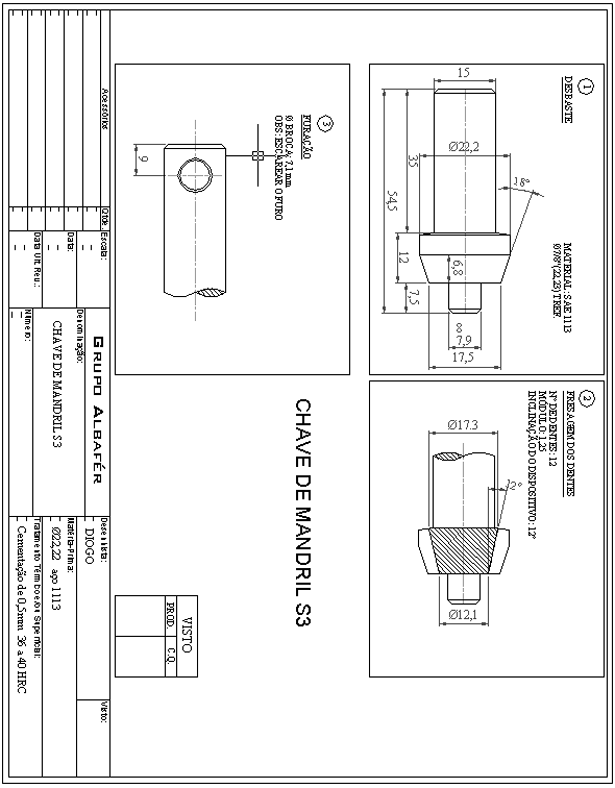 1
DESBASTE
MATERIAL: SAE 1113
Ø7/8"(22,23) TREF.
15
Ø22,2
18°
35
54,5
12
6,8
7,5
8
7,9
17,5
2
FRESAGEM DOS DENTES
Nº DE DENTES: 12
MÓDULO: 1,25
INCLINAÇÃO DO DISPOSITIVO: 12°
Ø17.3
12°
Ø12,1
3
FURAÇÃO
Ø BROCA: 7,1 mm
OBS: ESCAREAR O FURO
9
CHAVE DE MANDRIL S3
VISTO
PROD.
C.Q.
Acessórios
Qtde.
Escala:
Data:
Data Ult. Rev.:
GRUPO ALBAFÉR
Denominação:
CHAVE DE MANDRIL S3
Número:
Desenhista:
DIOGO
Matéria-Prima:
Ø22,22 aço 1113
Tratamento Térmico e/ou Superficial:
Cementação de 0,5mm 36 a 40 HRC
Visto: